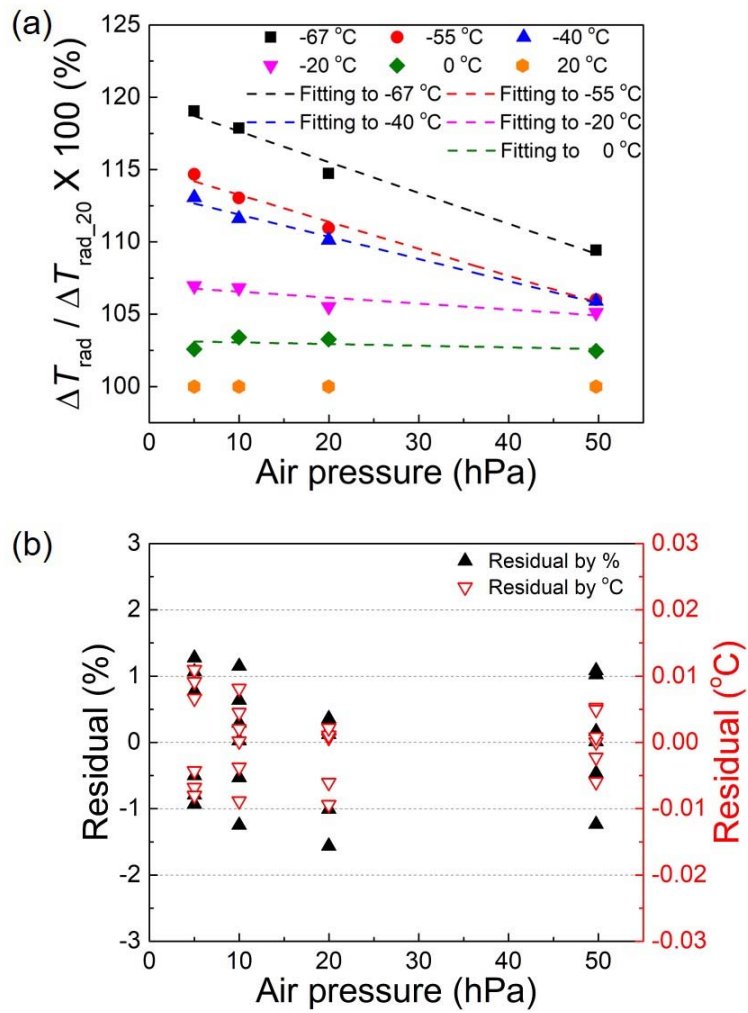 (a)
125
120
115
110
105
100
ΔT_rad / ΔT_rad_20 X 100 (%)
-67 °C -55 °C -40 °C
-20 °C 0 °C 20 °C
Fitting to -67 °C Fitting to -55 °C
Fitting to -40 °C Fitting to -20 °C
Fitting to 0 °C
0 10 20 30 40 50
Air pressure (hPa)
(b)
3
2
1
0
-1
-2
-3
Residual (%)
Residual by %
Residual by °C
0.03
0.02
0.01
0.00
-0.01
-0.02
-0.03
Residual (°C)
0 10 20 30 40 50
Air pressure (hPa)